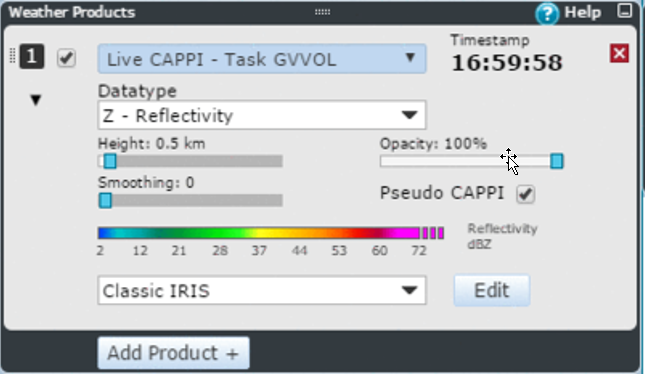 Weather Products
? Help
1
Live CAPPI - Task GVVOL
Timestamp
16:59:58
Datatype
Z - Reflectivity
Height: 0.5 km
Opacity: 100%
Smoothing: 0
Pseudo CAPPI
Reflectivity
dBZ
2 12 21 28 37 44 53 60 72
Classic IRIS
Edit
Add Product +